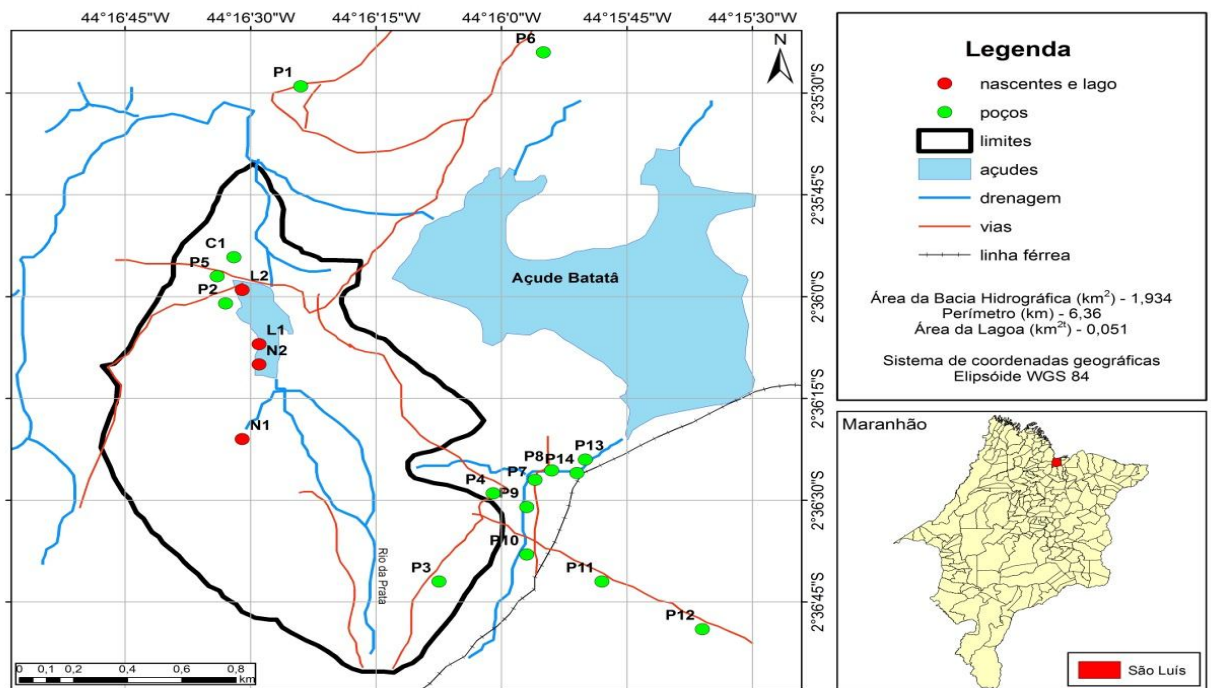 44°16'45"W 44°16'30"W 44°16'15"W 44°16'0"W 44°15'45"W 44°15'30"W
N
P6
P1
2°35'30"S
2°35'45"S
C1
P5
L2
P2
Açude Batatâ
2°36'0"S
L1
N2
2°36'15"S
N1
P13
P8
P14
P7
P4
P9
2°36'30"S
P10
Rio da Prata
P3
P11
2°36'45"S
P12
0 0,1 0,2 0,4 0,6 0,8
km
Legenda
nascentes e lago
poços
limites
açudes
drenagem
vias
linha férrea
Área da Bacia Hidrográfica (km²) - 1,934
Perímetro (km) - 6,36
Área da Lagoa (km²ᵗ) - 0,051
Sistema de coordenadas geográficas
Elipsóide WGS 84
Maranhão
São Luís